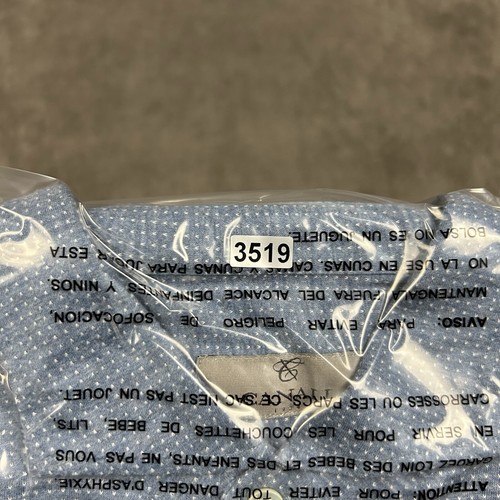 3519
ATTENTION: POUR EVITER TOUT DANGER D'ASPHYXIE.
GARDEZ LOIN DES BEBES ET DES ENFANTS, NE PAS VOUS
EN SERVIR POUR LES COUCHETTES DE BEBE, LITS,
CARROSSES OU LES PARCS. CE SAC N'EST PAS UN JOUET.
AVISO: PARA EVITAR PELIGRO DE SOFOCACION,
MANTENGALA FUERA DEL ALCANCE DEINFANTES Y NINOS.
NO LA USE EN CUNAS. Y CUNAS PARA JUGAR ESTA
BOLSA NO ES UN JUGUETE.